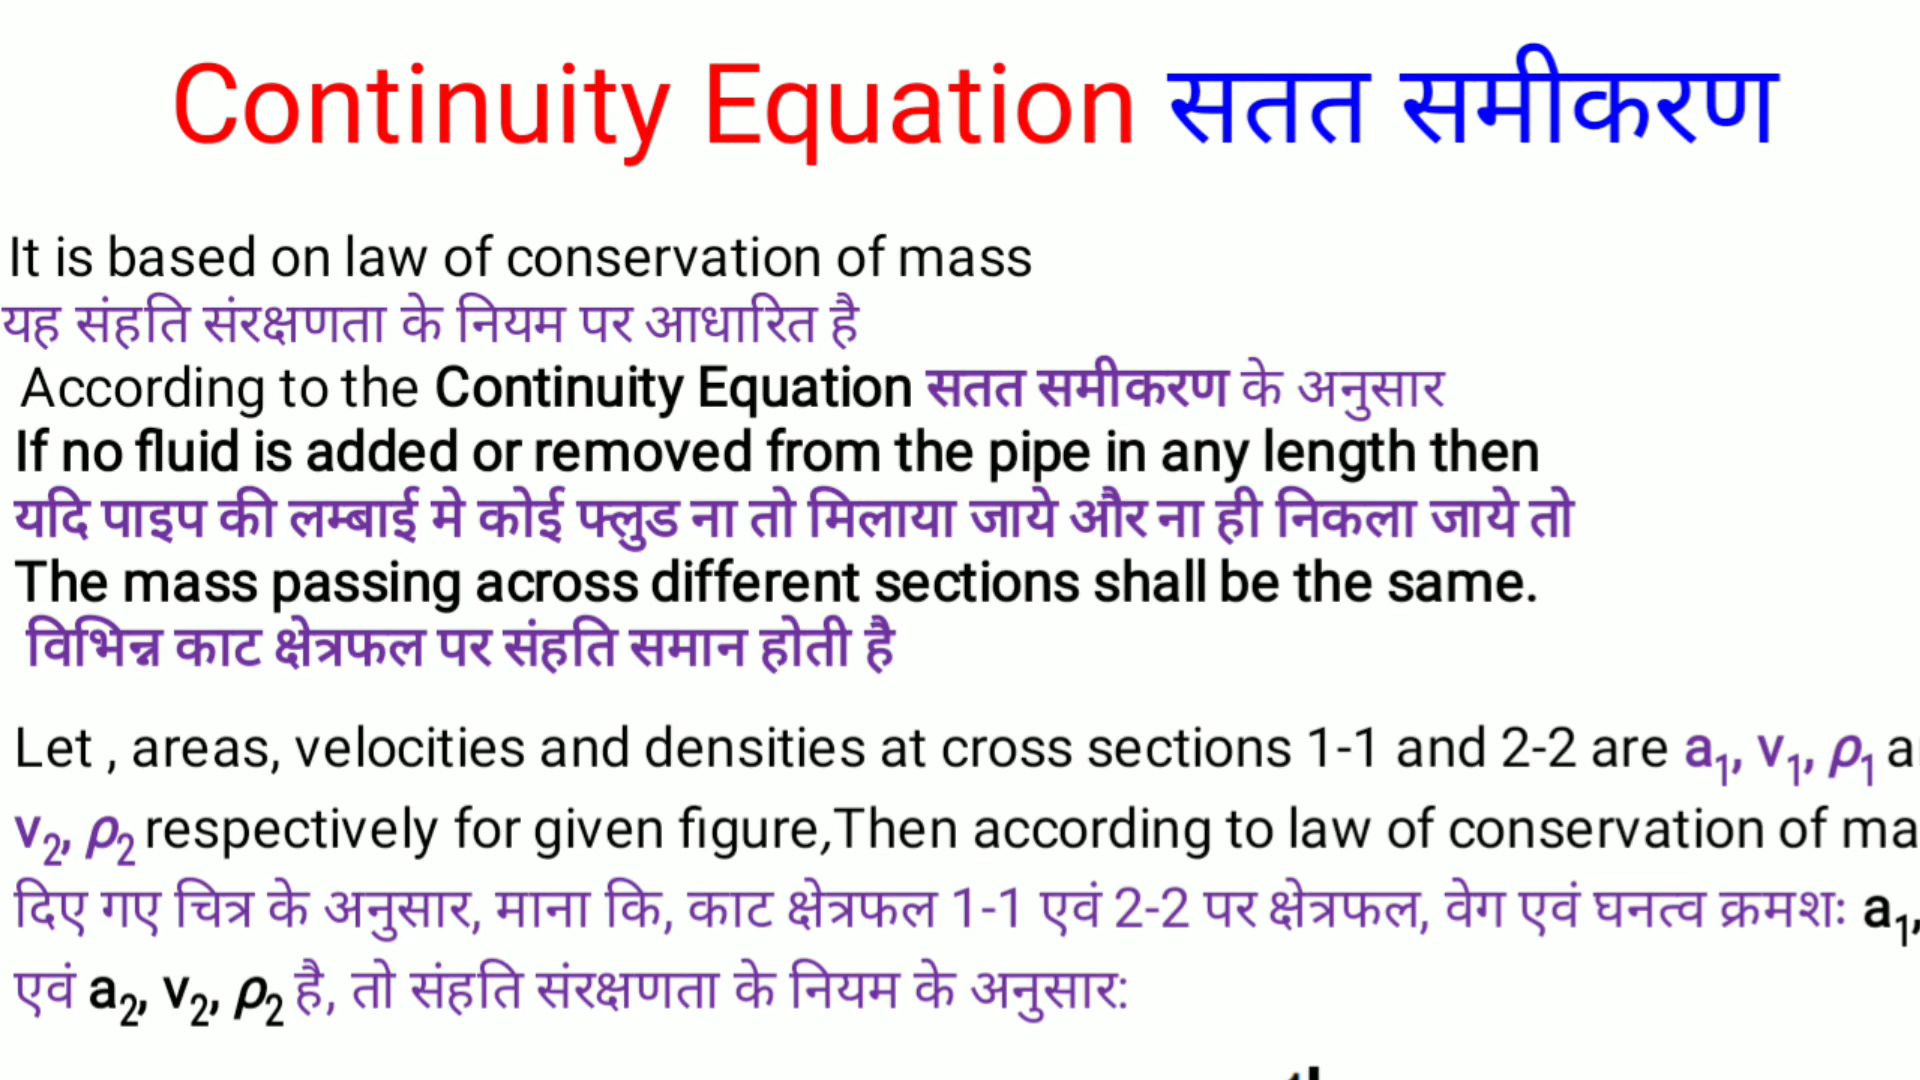 Continuity Equation सतत समीकरण
It is based on law of conservation of mass
यह संहति संरक्षणता के नियम पर आधारित है
According to the Continuity Equation सतत समीकरण के अनुसार
If no fluid is added or removed from the pipe in any length then
यदि पाइप की लम्बाई मे कोई फ्लुड ना तो मिलाया जाये और ना ही निकला जाये तो
The mass passing across different sections shall be the same.
विभिन्न काट क्षेत्रफल पर संहति समान होती है
Let , areas, velocities and densities at cross sections 1-1 and 2-2 are a₁, v₁, ρ₁
v₂, ρ₂ respectively for given figure,Then according to law of conservation of
दिए गए चित्र के अनुसार, माना कि, काट क्षेत्रफल 1-1 एवं 2-2 पर क्षेत्रफल, वेग एवं घनत्व क्रमशः a₁,
एवं a₂, v₂, ρ₂ है, तो संहति संरक्षणता के नियम के अनुसार: